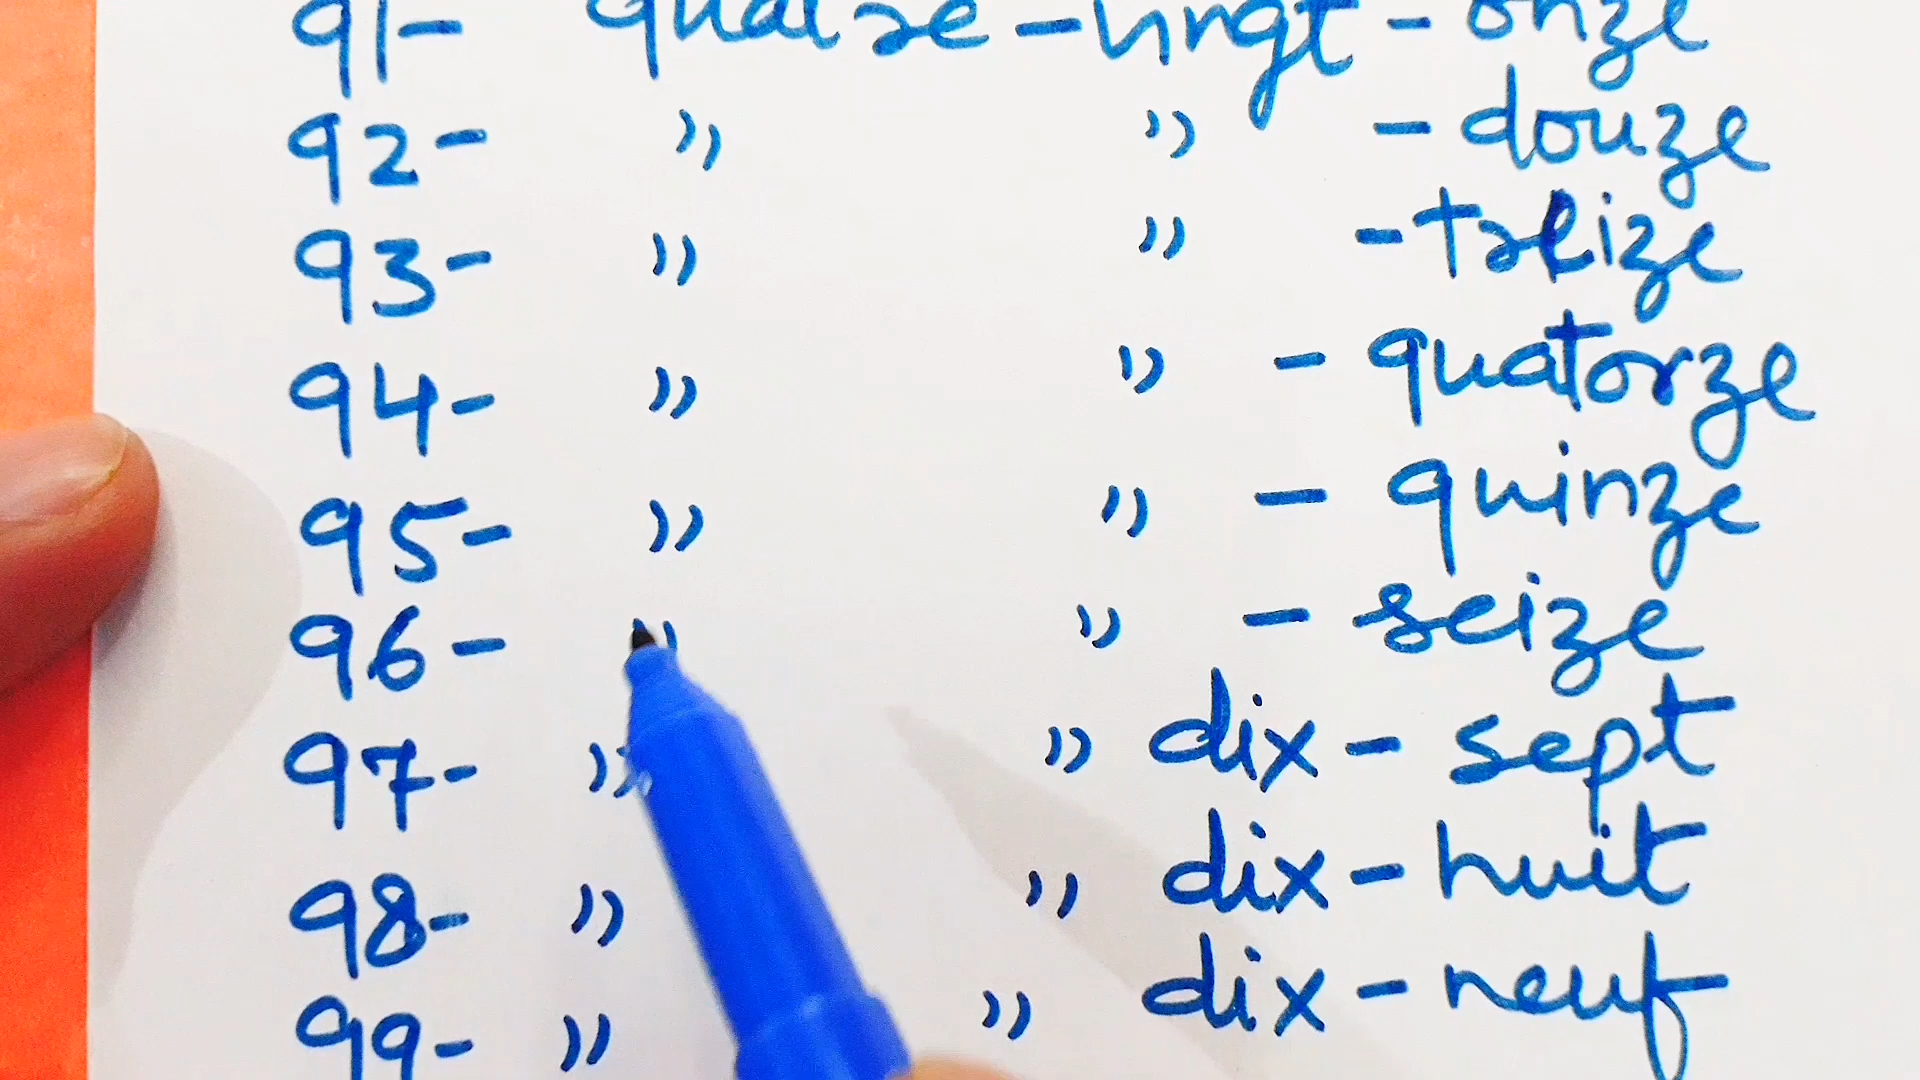 91- quatre - vingt - onze
92- " " - douze
93- " " - treize
94- " " - quatorze
95- " " - quinze
96- " " - seize
97- " " dix - sept
98- " " dix - huit
99- " " dix - neuf